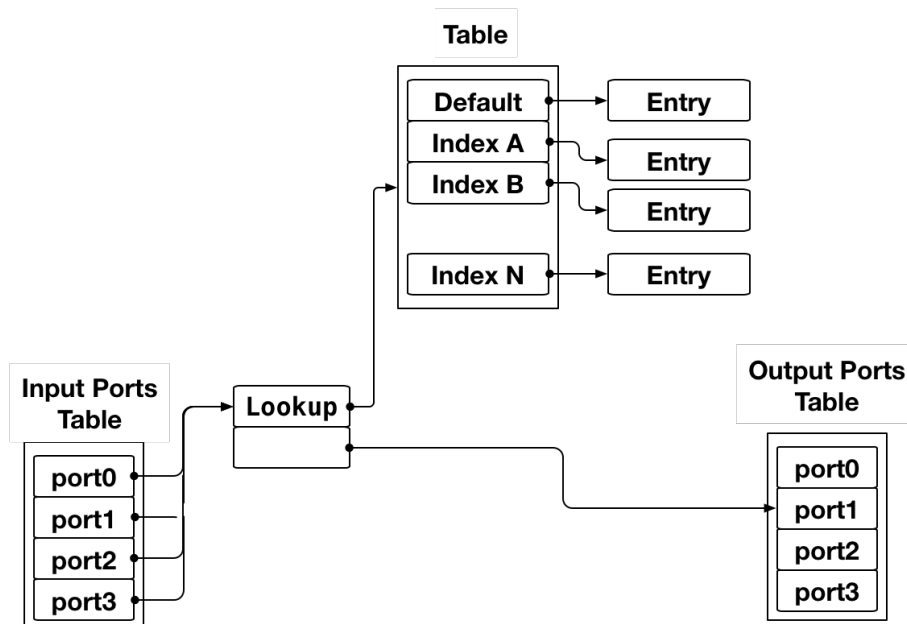 Table
Default
Entry
Index A
Entry
Index B
Entry
Index N
Entry
Input Ports
Table
port0
port1
port2
port3
Lookup
Output Ports
Table
port0
port1
port2
port3